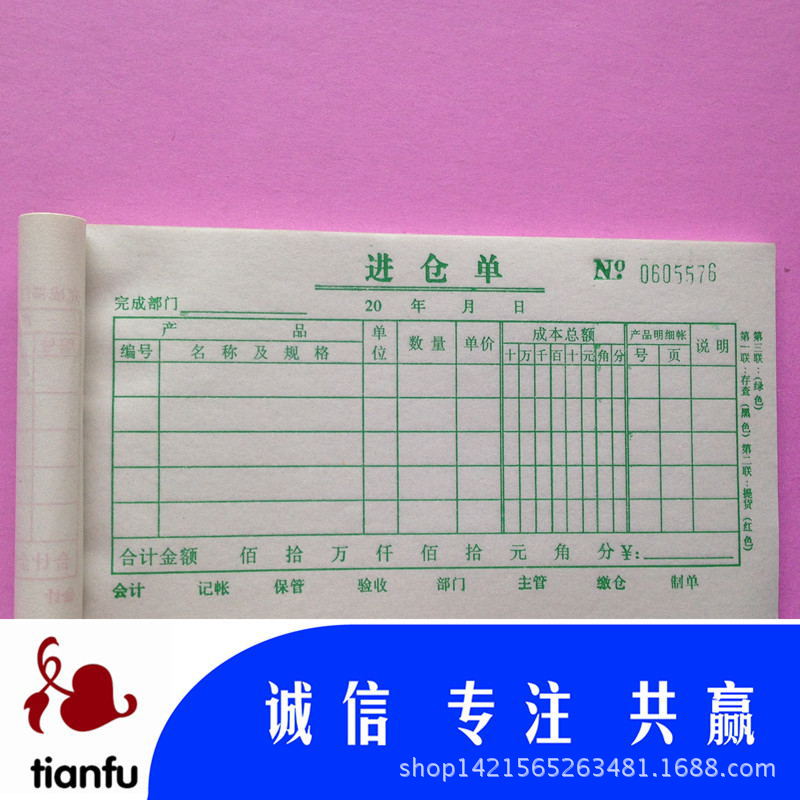 进仓单
Nº 0605576
完成部门 20 年 月 日
产 品 单位 数量 单价 成本总额 产品明细帐 说明
编号 名称及规格 十 万 千 百 十 元 角 分 号 页
合计金额 佰 拾 万 仟 佰 拾 元 角 分 ¥:
会计 记帐 保管 验收 部门 主管 缴仓 制单
第一联:存查(黑色) 第二联:提货(红色)
第三联:(绿色)
合计金
会计
tianfu
诚信 专注 共赢
shop1421565263481.1688.com